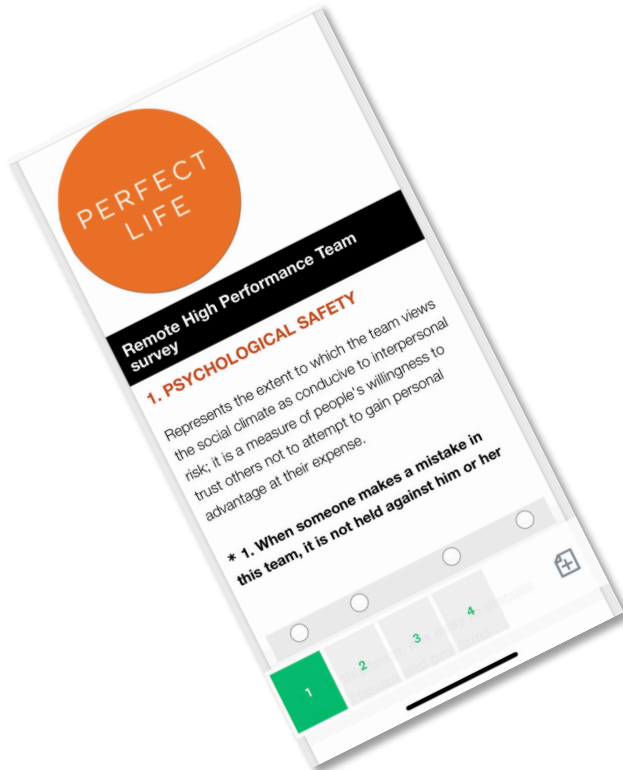 PERFECT
LIFE
Remote High Performance Team
survey
1. PSYCHOLOGICAL SAFETY
Represents the extent to which the team views
the social climate as conducive to interpersonal
risk; it is a measure of people's willingness to
trust others not to attempt to gain personal
advantage at their expense.
* 1. When someone makes a mistake in
this team, it is not held against him or her
1
2
3
4